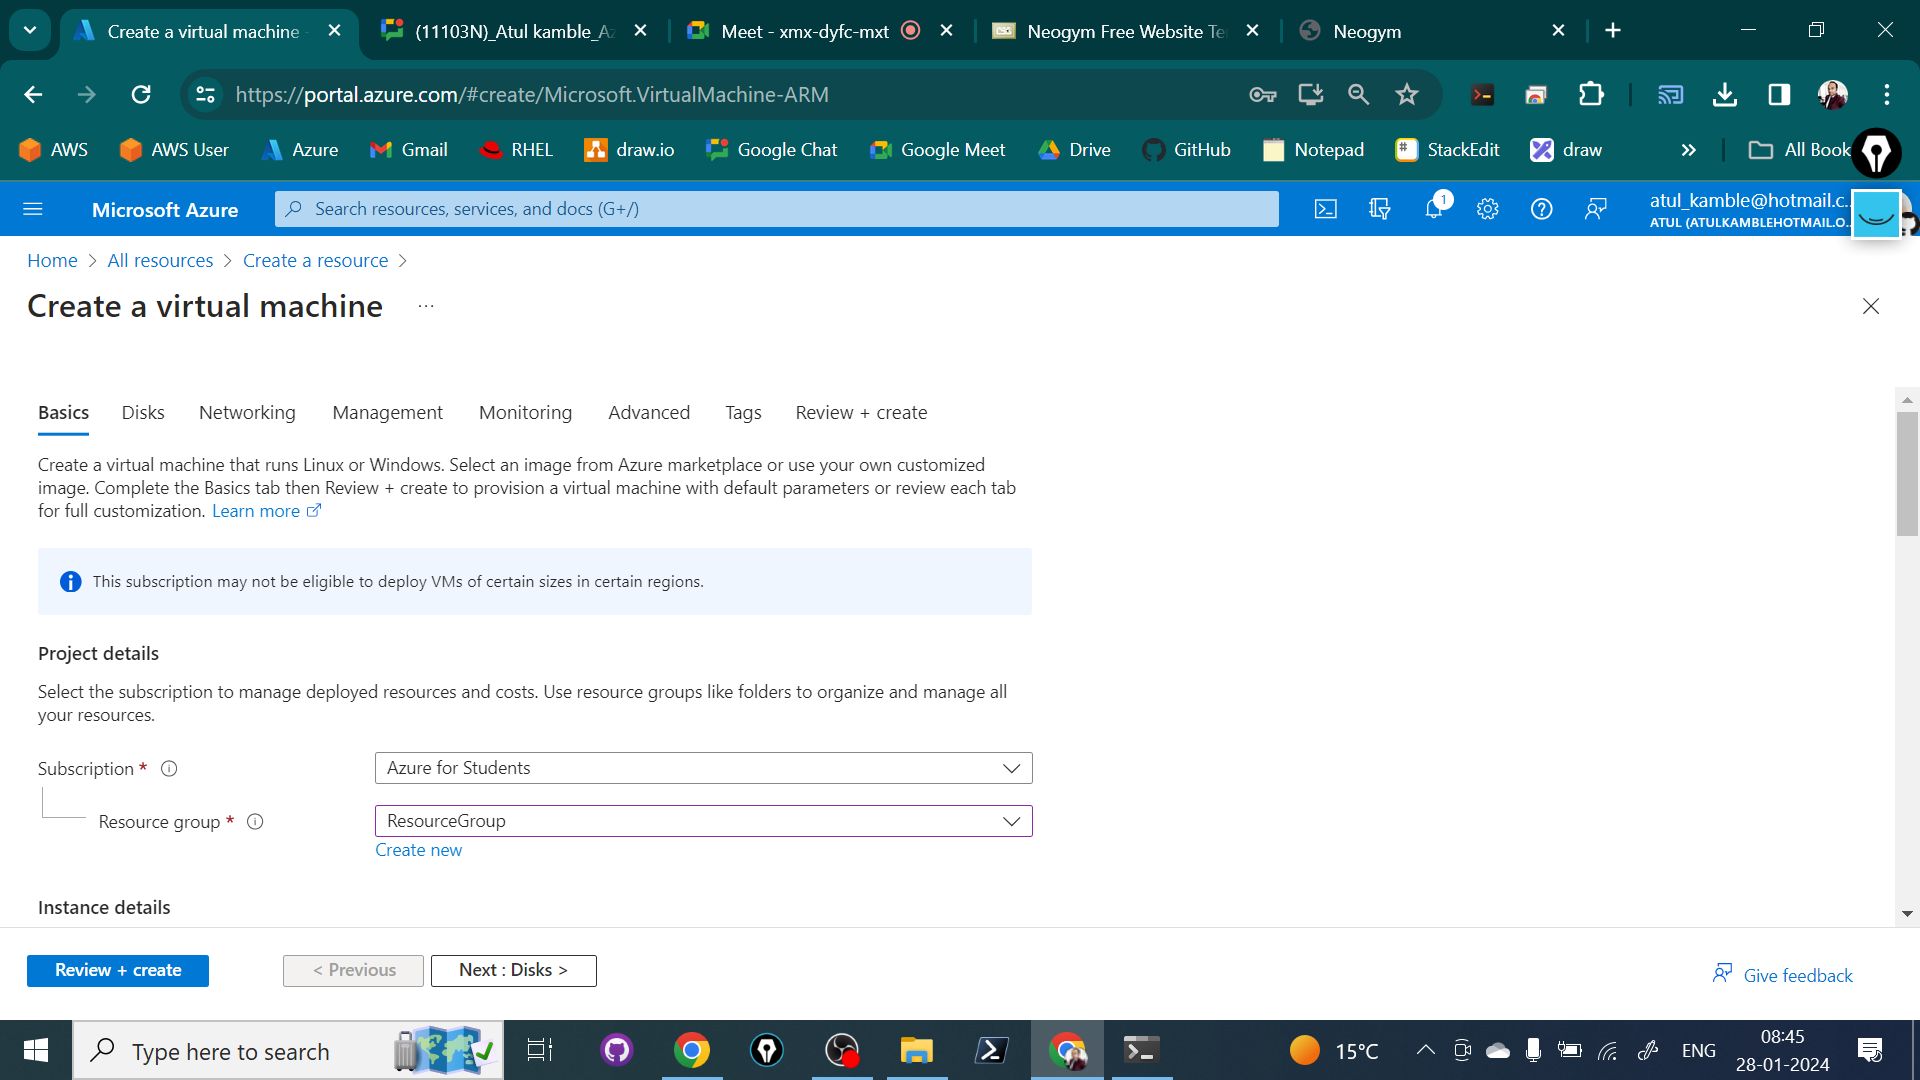 Create a virtual machine
(11103N)_Atul kamble_Az
Meet - xmx-dyfc-mxt
Neogym Free Website Te
Neogym
https://portal.azure.com/#create/Microsoft.VirtualMachine-ARM
AWS
AWS User
Azure
Gmail
RHEL
draw.io
Google Chat
Google Meet
Drive
GitHub
Notepad
StackEdit
draw
All Book
Microsoft Azure
Search resources, services, and docs (G+/)
1
atul_kamble@hotmail.c...
ATUL (ATULKAMBLEHOTMAIL.O...
Home > All resources > Create a resource >
Create a virtual machine ...
Basics Disks Networking Management Monitoring Advanced Tags Review + create
Create a virtual machine that runs Linux or Windows. Select an image from Azure marketplace or use your own customized
image. Complete the Basics tab then Review + create to provision a virtual machine with default parameters or review each tab
for full customization. Learn more
This subscription may not be eligible to deploy VMs of certain sizes in certain regions.
Project details
Select the subscription to manage deployed resources and costs. Use resource groups like folders to organize and manage all
your resources.
Subscription *
Azure for Students
Resource group *
ResourceGroup
Create new
Instance details
Review + create
< Previous
Next : Disks >
Give feedback
Type here to search
15°C
ENG
08:45
28-01-2024